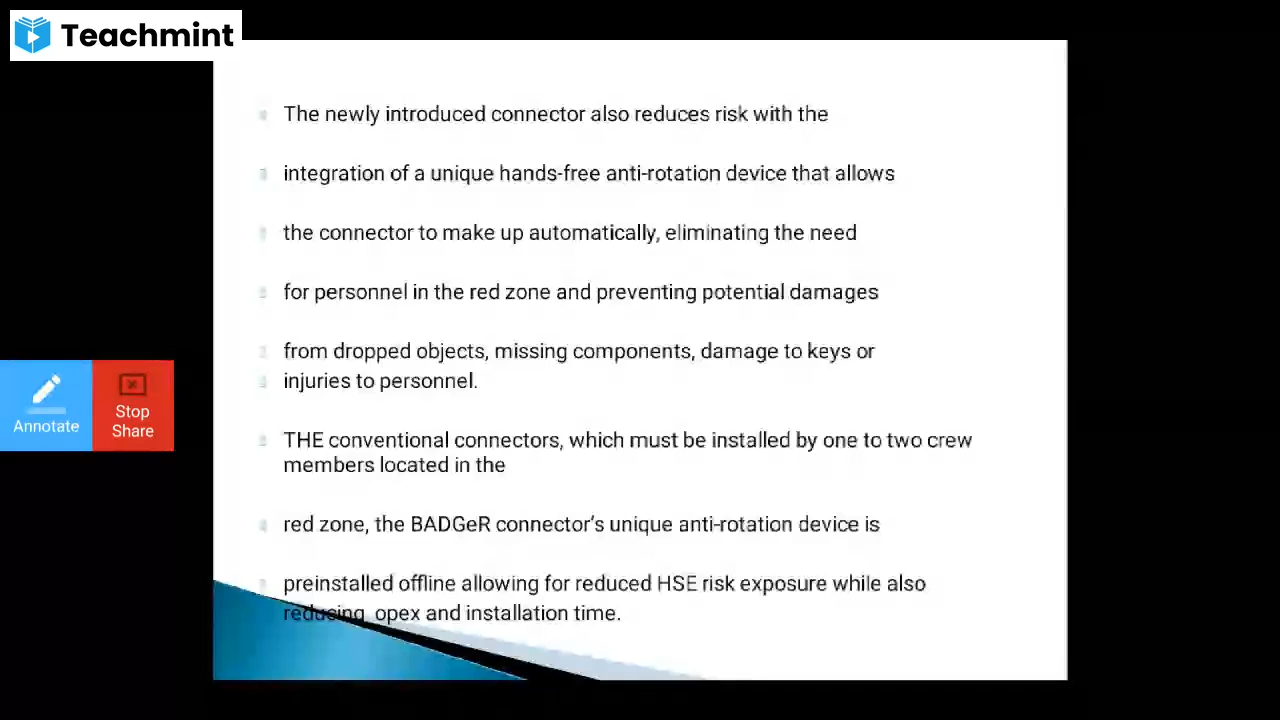 Teachmint
The newly introduced connector also reduces risk with the
integration of a unique hands-free anti-rotation device that allows
the connector to make up automatically, eliminating the need
for personnel in the red zone and preventing potential damages
from dropped objects, missing components, damage to keys or
injuries to personnel.
THE conventional connectors, which must be installed by one to two crew
members located in the
red zone, the BADGeR connector's unique anti-rotation device is
preinstalled offline allowing for reduced HSE risk exposure while also
reducing opex and installation time.
Annotate
Stop
Share